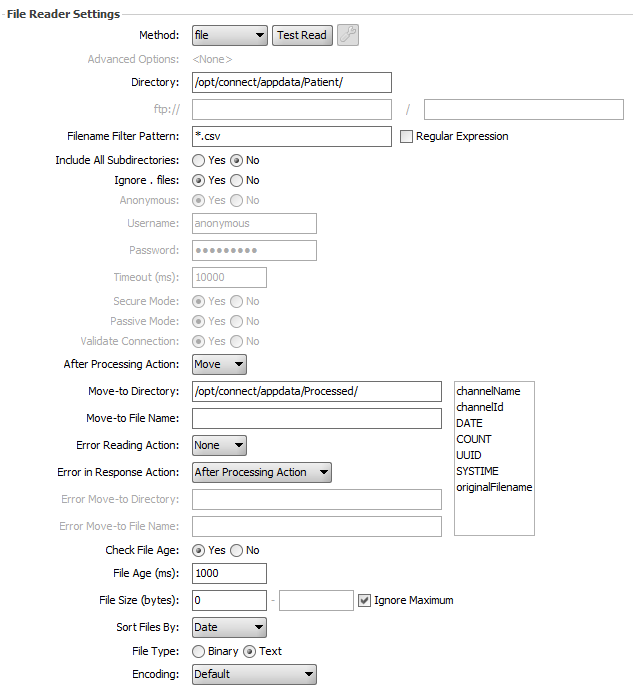 File Reader Settings
Method: file Test Read
Advanced Options: <None>
Directory: /opt/connect/appdata/Patient/
ftp:// /
Filename Filter Pattern: *.csv Regular Expression
Include All Subdirectories: Yes No
Ignore . files: Yes No
Anonymous: Yes No
Username: anonymous
Password: ●●●●●●●●●
Timeout (ms): 10000
Secure Mode: Yes No
Passive Mode: Yes No
Validate Connection: Yes No
After Processing Action: Move
Move-to Directory: /opt/connect/appdata/Processed/
Move-to File Name:
channelName
channelId
DATE
COUNT
UUID
SYSTIME
originalFilename
Error Reading Action: None
Error in Response Action: After Processing Action
Error Move-to Directory:
Error Move-to File Name:
Check File Age: Yes No
File Age (ms): 1000
File Size (bytes): 0 - Ignore Maximum
Sort Files By: Date
File Type: Binary Text
Encoding: Default